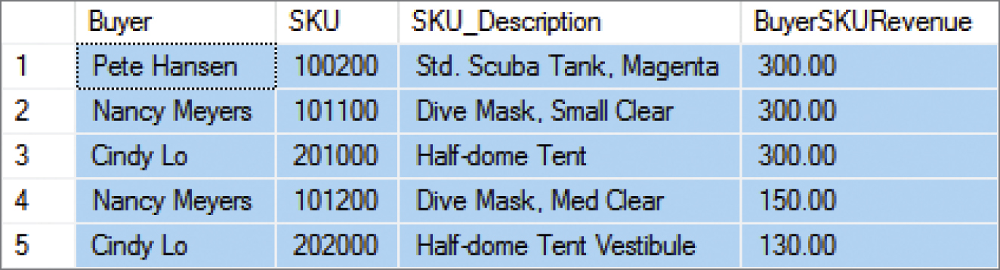 Buyer SKU SKU_Description BuyerSKURevenue
1 Pete Hansen 100200 Std. Scuba Tank, Magenta 300.00
2 Nancy Meyers 101100 Dive Mask, Small Clear 300.00
3 Cindy Lo 201000 Half-dome Tent 300.00
4 Nancy Meyers 101200 Dive Mask, Med Clear 150.00
5 Cindy Lo 202000 Half-dome Tent Vestibule 130.00